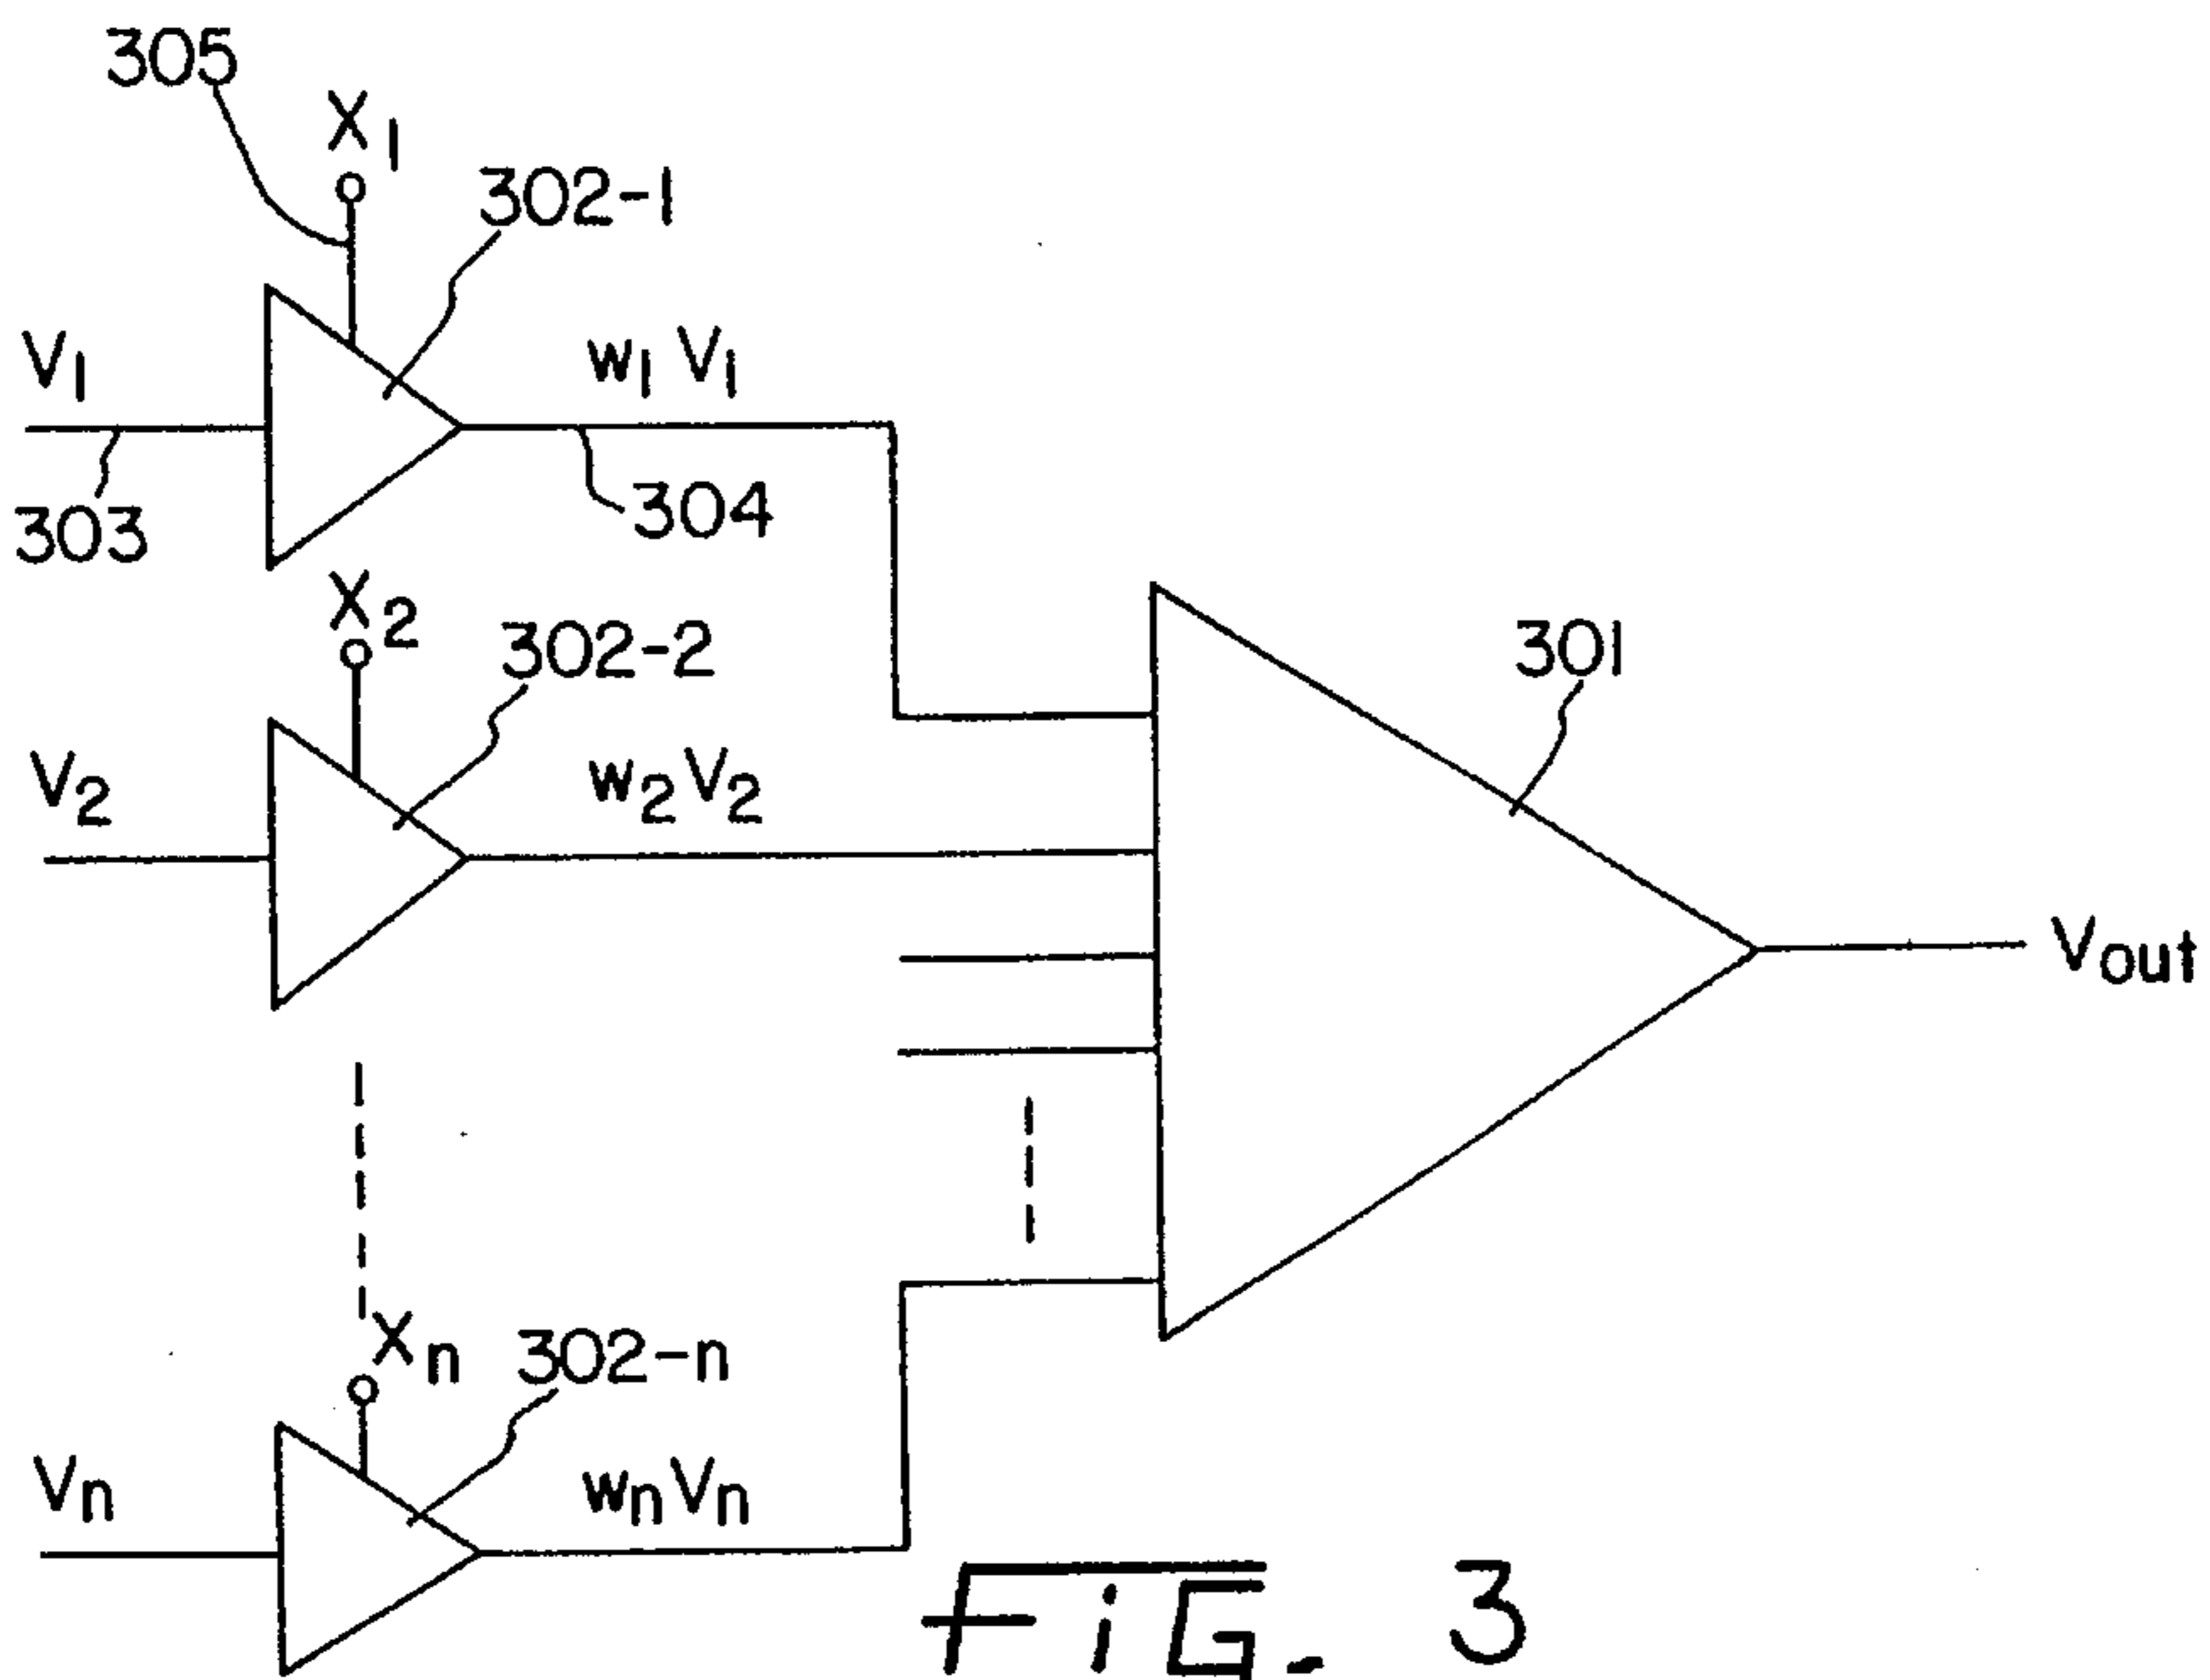 305
X1
302-1
V1
w1 V1
303
304
X2
302-2
301
V2
w2 V2
Vout
Xn
302-n
Vn
wn Vn
FiG. 3